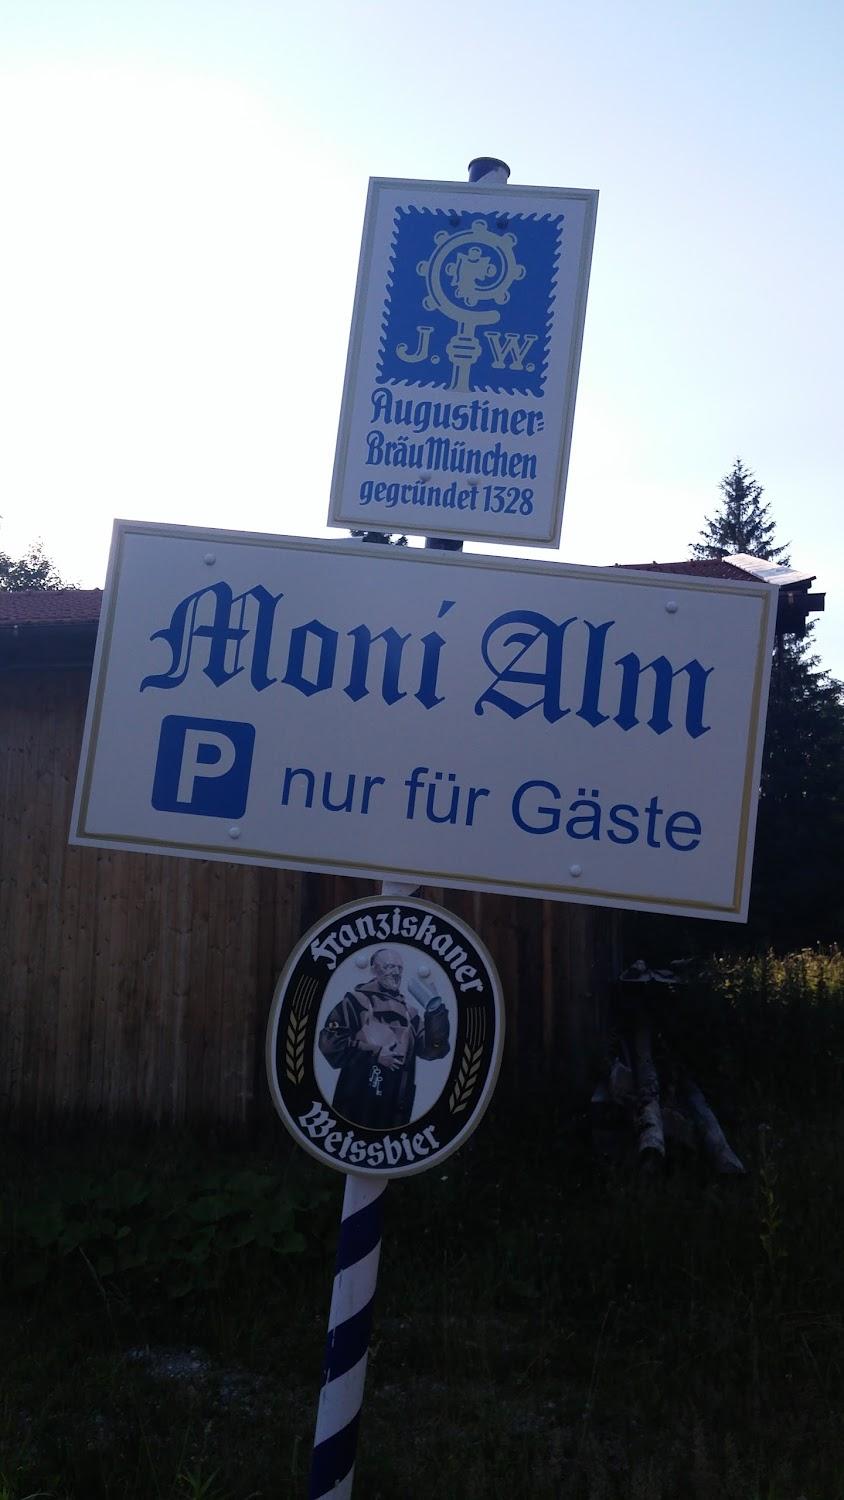 J. W.
Augustiner-
Bräu München
gegründet 1328
Moni Alm
P nur für Gäste
Franziskaner
Weissbier